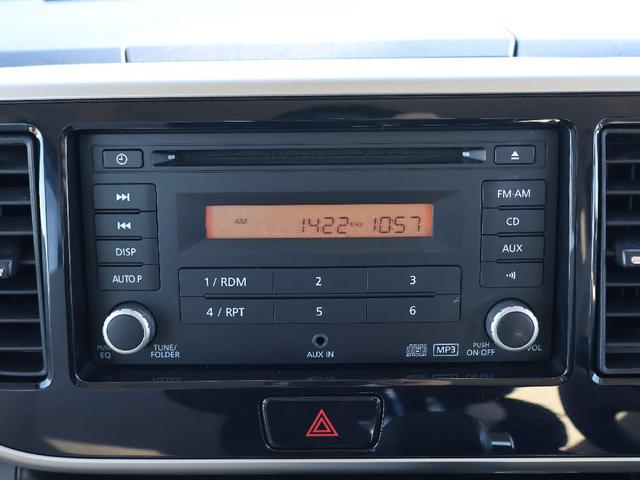 FM·AM
AM 1422 KHz 10:57
CD
DISP
AUX
AUTO.P
1 / RDM 2 3
4 / RPT 5 6
PUSH
EQ
TUNE/
FOLDER
AUX IN
MP3
PUSH
ON·OFF
VOL